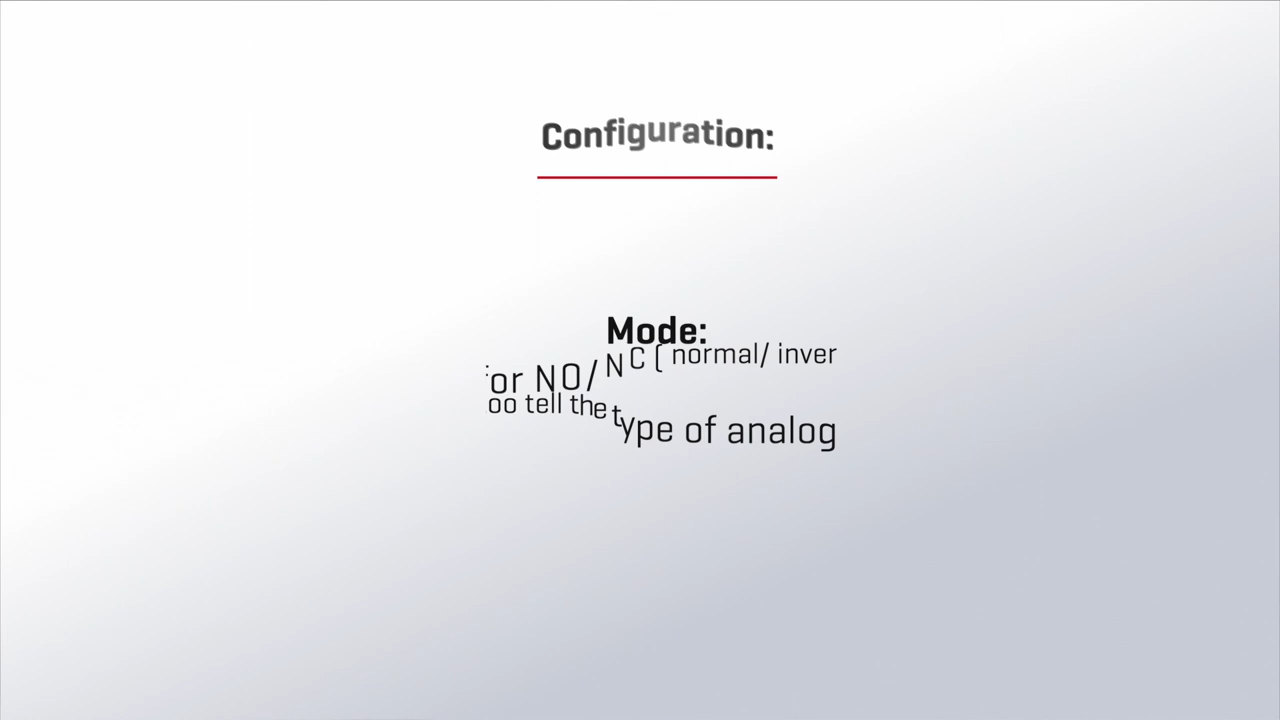 Configuration:
Mode:
or NO/NC ( normal/ inver
oo tell the type of analog